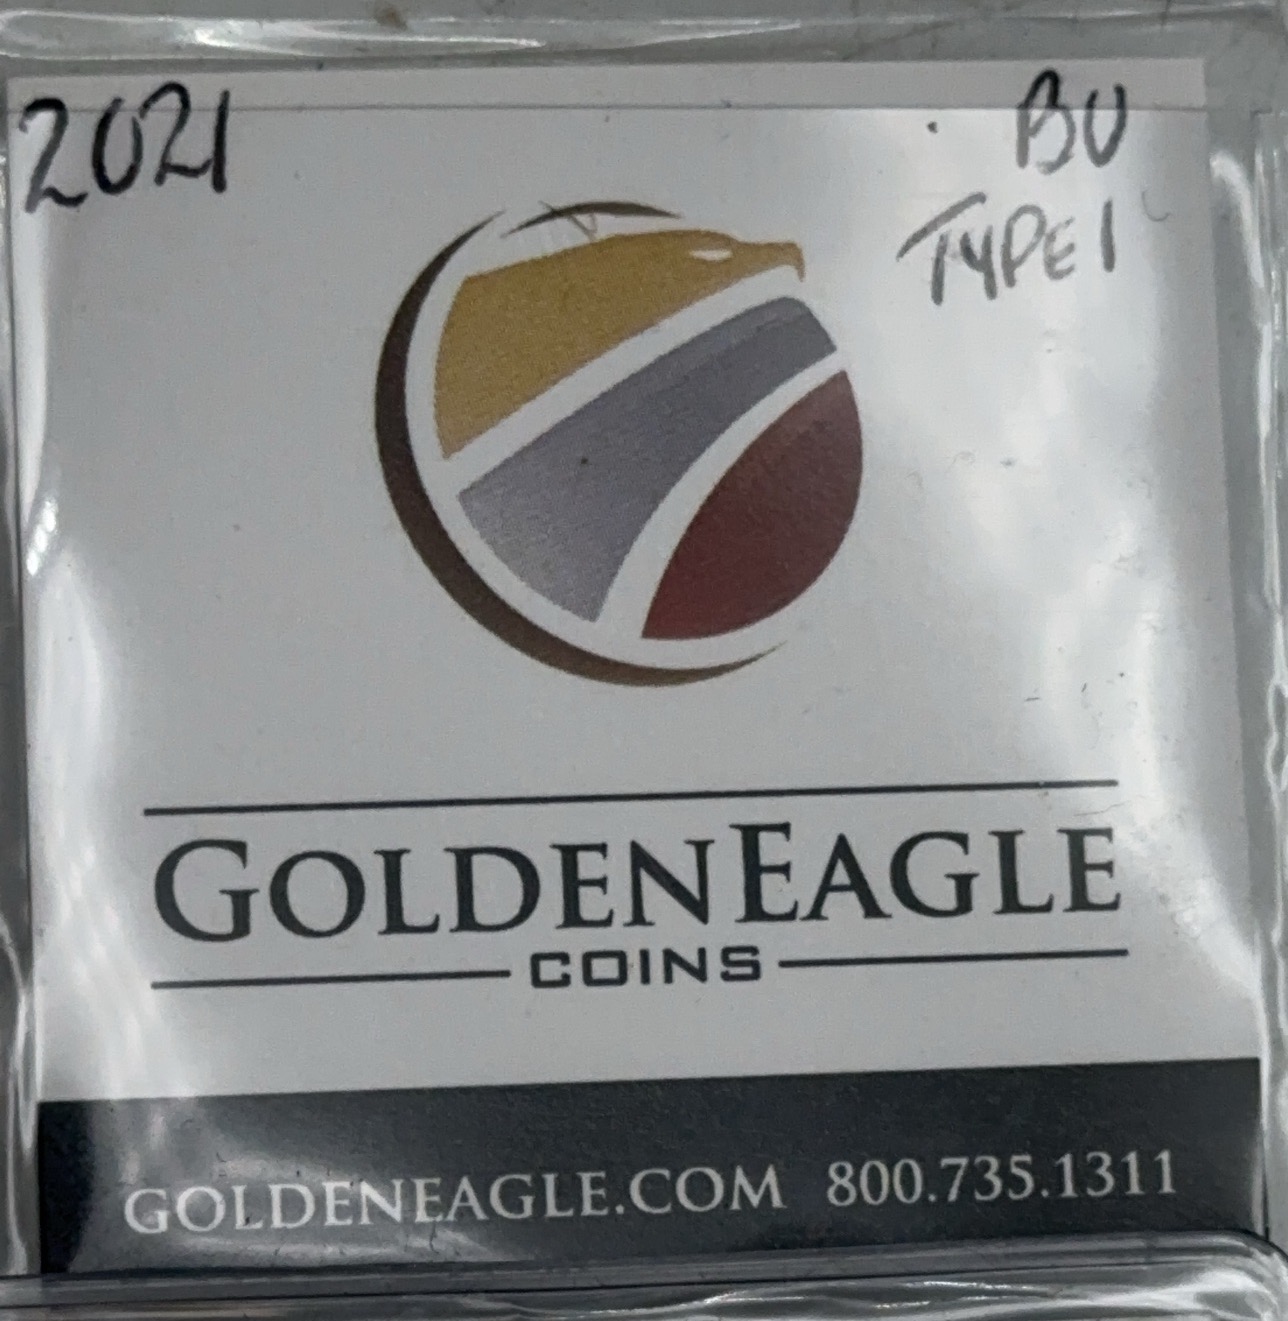 2021 BU
TYPE 1
GOLDENEAGLE
COINS
GOLDENEAGLE.COM 800.735.1311